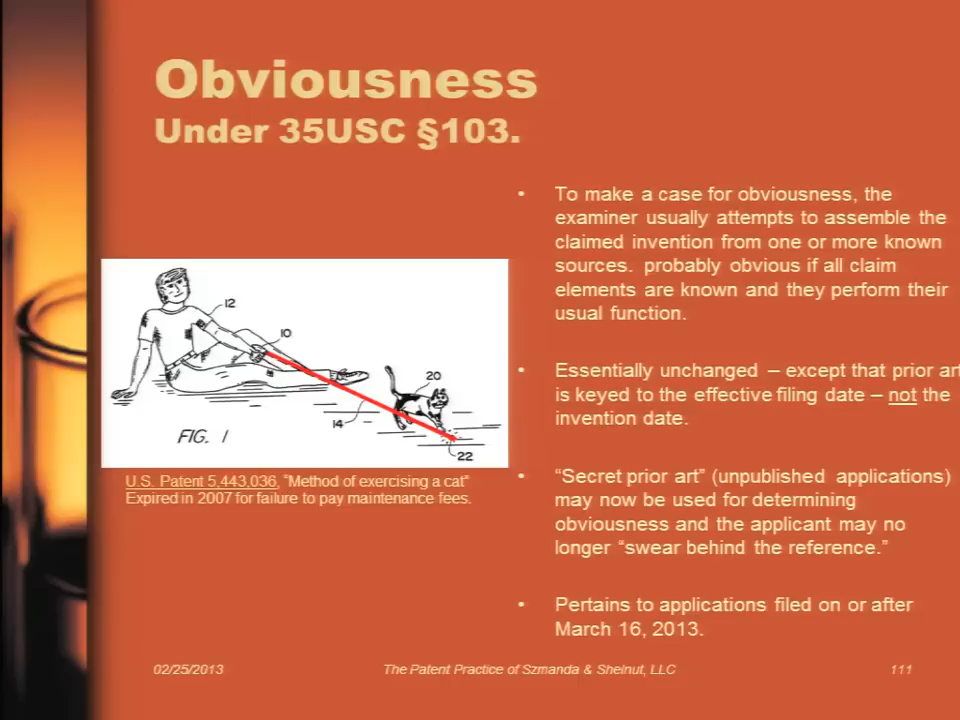 Obviousness
Under 35USC §103.
12
10
20
14
22
FIG. 1
U.S. Patent 5,443,036, "Method of exercising a cat"
Expired in 2007 for failure to pay maintenance fees.
• To make a case for obviousness, the
examiner usually attempts to assemble the
claimed invention from one or more known
sources. probably obvious if all claim
elements are known and they perform their
usual function.
• Essentially unchanged – except that prior art
is keyed to the effective filing date – not the
invention date.
• “Secret prior art” (unpublished applications)
may now be used for determining
obviousness and the applicant may no
longer “swear behind the reference.”
• Pertains to applications filed on or after
March 16, 2013.
02/25/2013
The Patent Practice of Szmanda & Shelnut, LLC
111